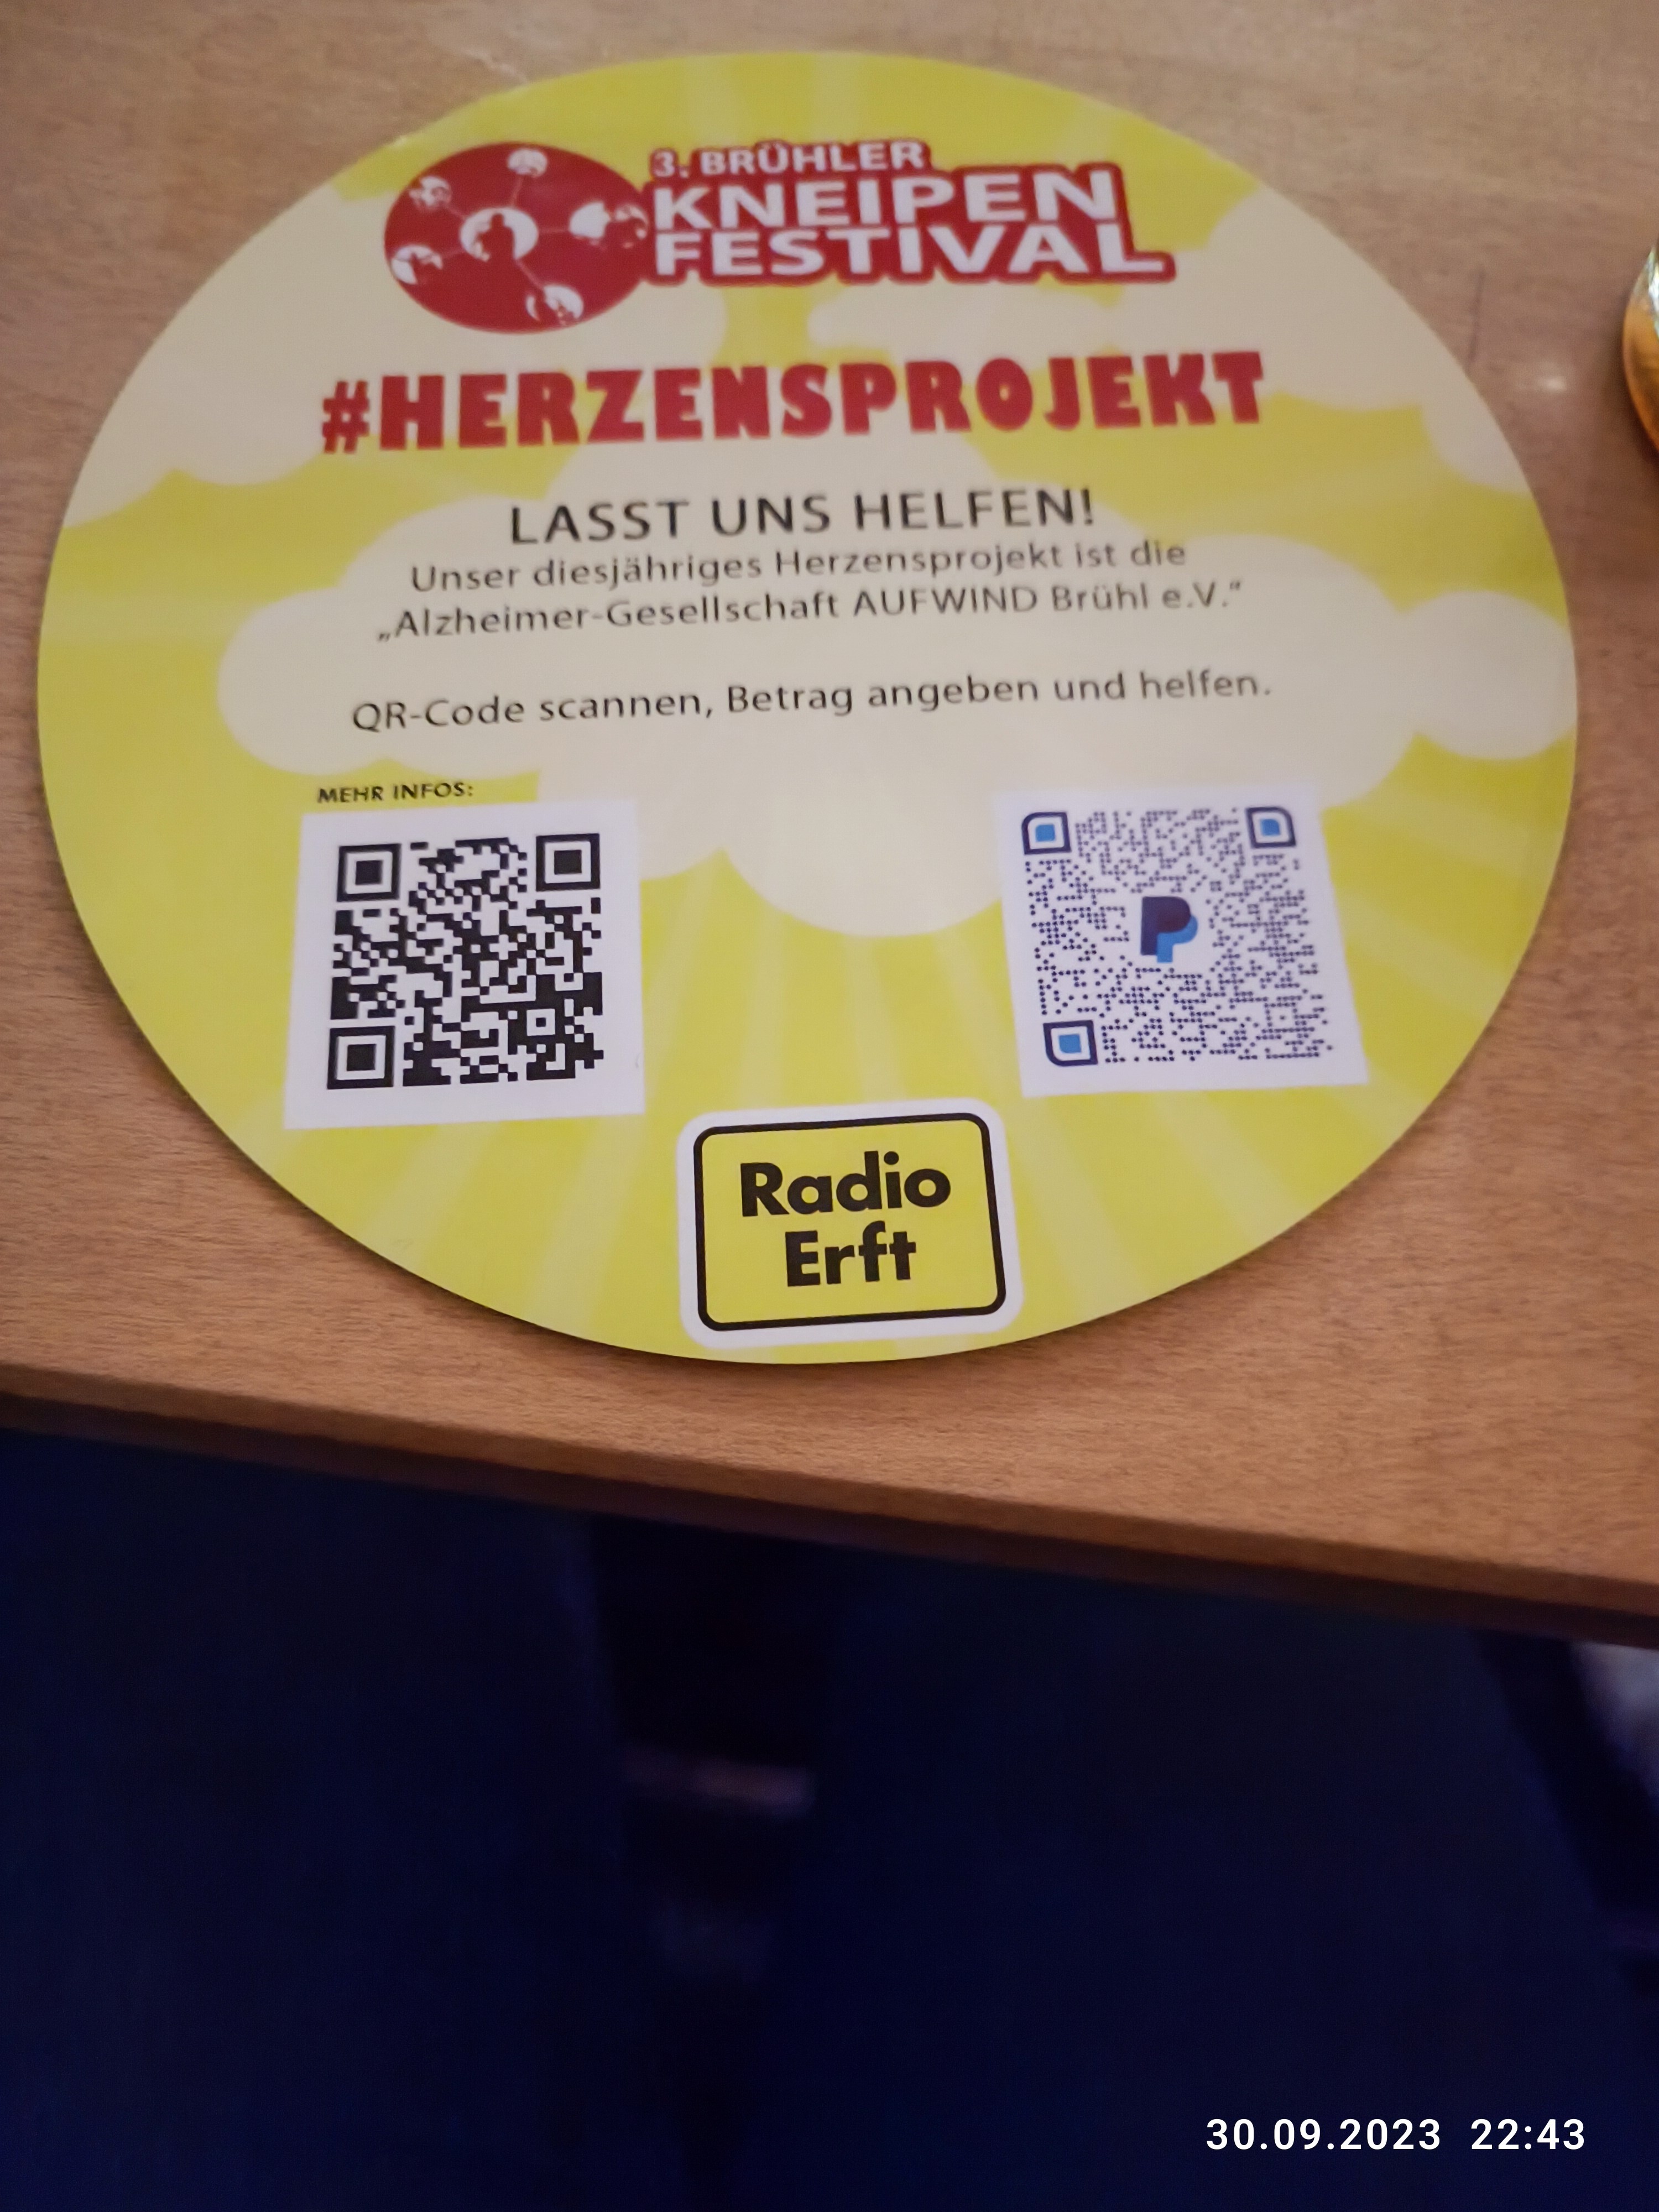 3. BRÜHLER
KNEIPEN
FESTIVAL
#HERZENSPROJEKT
LASST UNS HELFEN!
Unser diesjähriges Herzensprojekt ist die
„Alzheimer-Gesellschaft AUFWIND Brühl e.V.“
QR-Code scannen, Betrag angeben und helfen.
MEHR INFOS:
Radio
Erft
30.09.2023 22:43